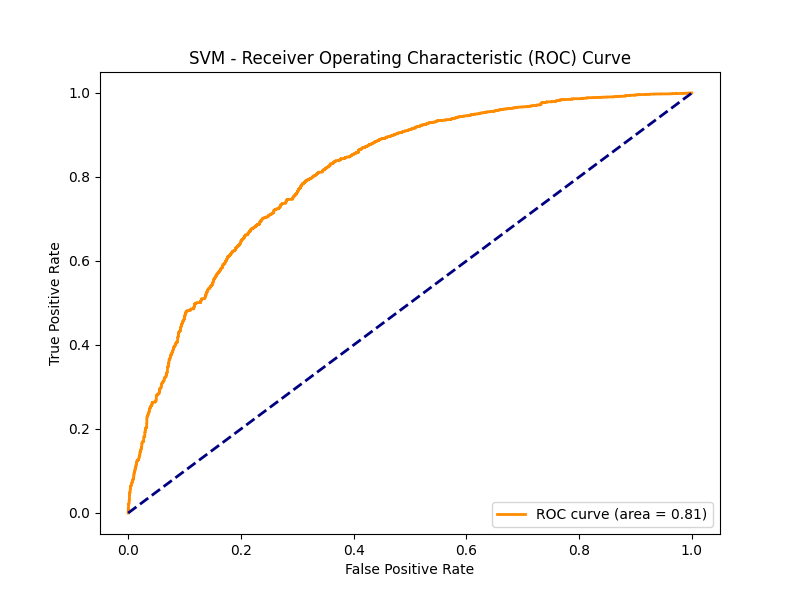 SVM - Receiver Operating Characteristic (ROC) Curve
1.0
0.8
0.6
0.4
0.2
0.0
True Positive Rate
ROC curve (area = 0.81)
0.0 0.2 0.4 0.6 0.8 1.0
False Positive Rate